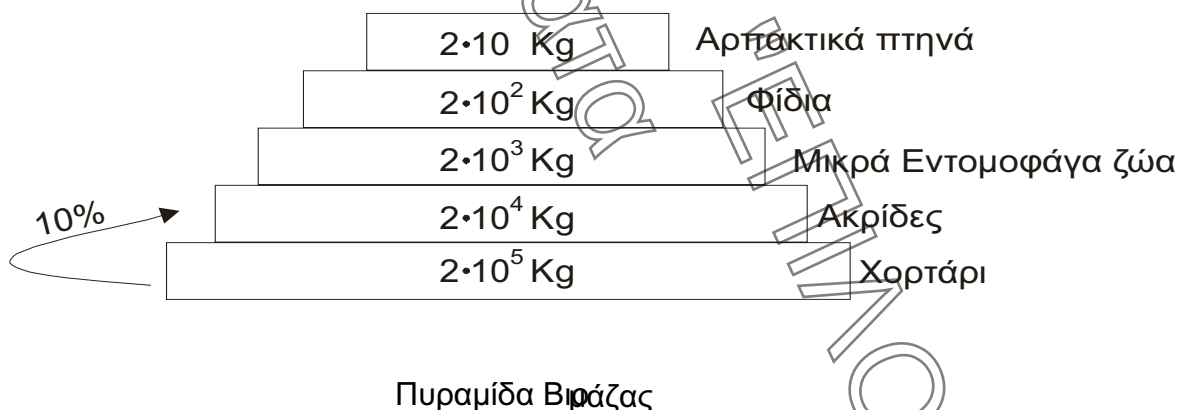 2•10 Kg Αρπακτικά πτηνά
2•10² Kg Φίδια
2•10³ Kg Μικρά Εντομοφάγα ζώα
10% 2•10⁴ Kg Ακρίδες
2•10⁵ Kg Χορτάρι
Πυραμίδα Βιομάζας